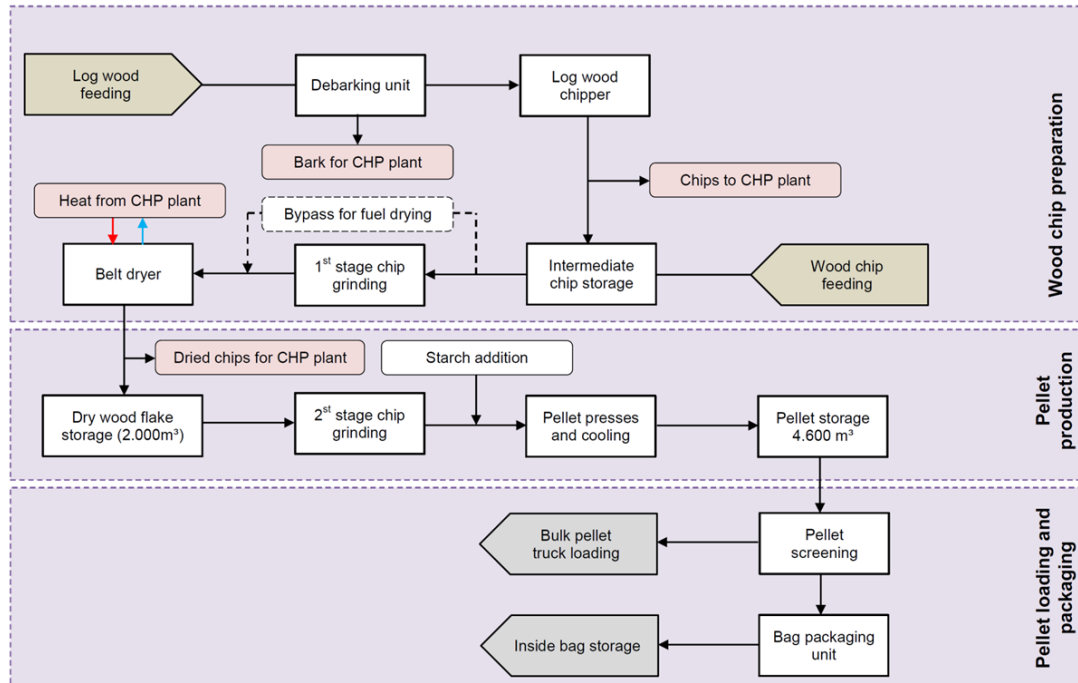 Log wood
feeding
Debarking unit
Log wood
chipper
Bark for CHP plant
Chips to CHP plant
Heat from CHP plant
Bypass for fuel drying
Belt dryer
1st stage chip
grinding
Intermediate
chip storage
Wood chip
feeding
Wood chip preparation
Dried chips for CHP plant
Starch addition
Dry wood flake
storage (2.000m³)
2st stage chip
grinding
Pellet presses
and cooling
Pellet storage
4.600 m³
Pellet
production
Bulk pellet
truck loading
Pellet
screening
Inside bag storage
Bag packaging
unit
Pellet loading and
packaging